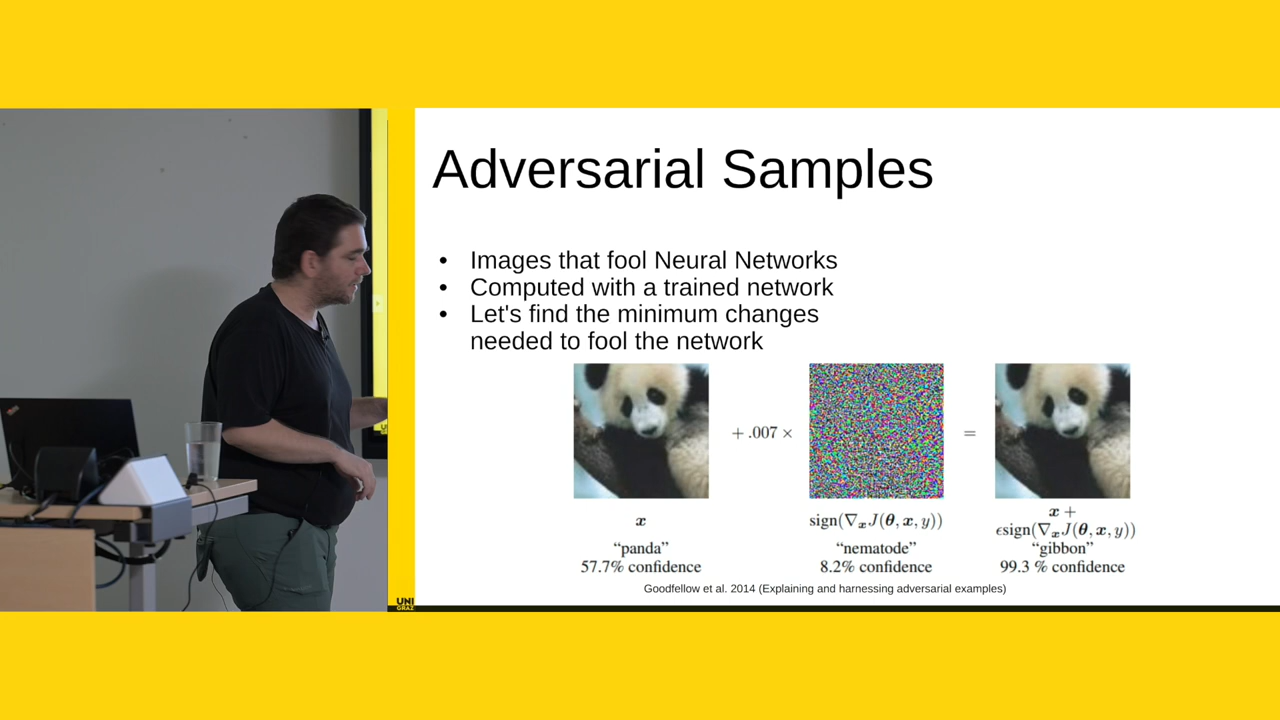 Adversarial Samples
• Images that fool Neural Networks
• Computed with a trained network
• Let's find the minimum changes
needed to fool the network
+ .007 ×
=
x
sign(∇ₓJ(θ, x, y))
x +
ϵsign(∇ₓJ(θ, x, y))
“panda”
“nematode”
“gibbon”
57.7% confidence
8.2% confidence
99.3 % confidence
Goodfellow et al. 2014 (Explaining and harnessing adversarial examples)
UNI
GRAZ